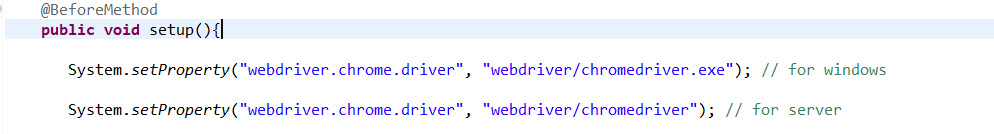 @BeforeMethod
public void setup(){
System.setProperty("webdriver.chrome.driver", "webdriver/chromedriver.exe"); // for windows
System.setProperty("webdriver.chrome.driver", "webdriver/chromedriver"); // for server